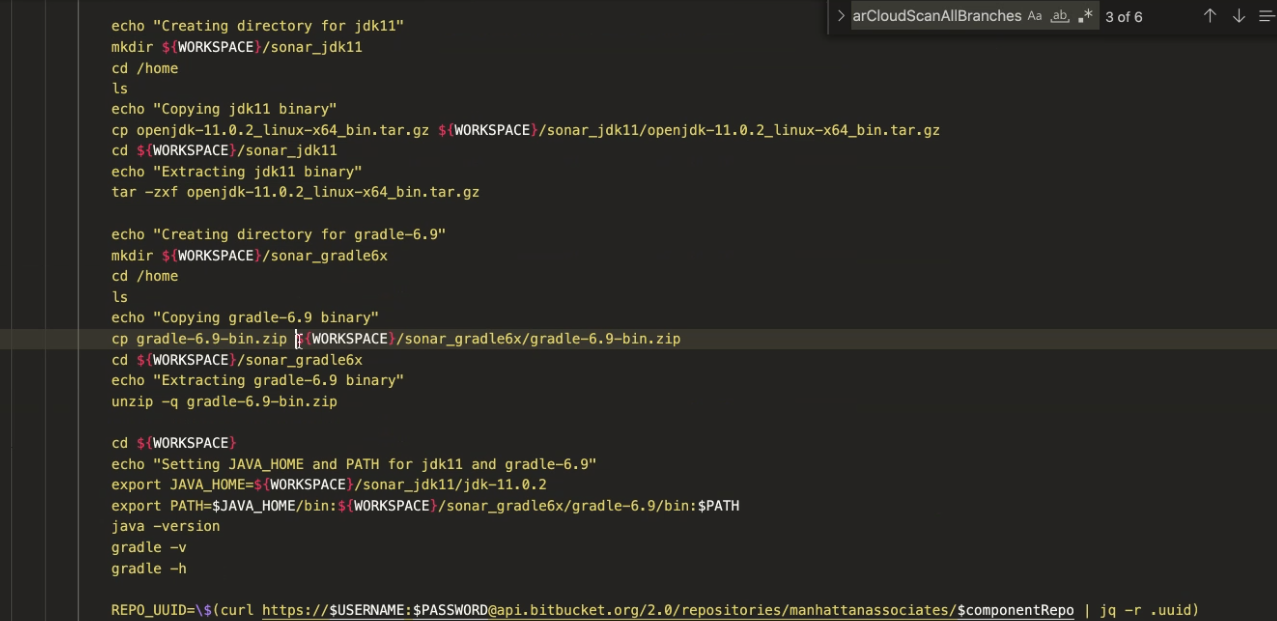 arCloudScanAllBranches Aa ab .* 3 of 6
echo "Creating directory for jdk11"
mkdir ${WORKSPACE}/sonar_jdk11
cd /home
ls
echo "Copying jdk11 binary"
cp openjdk-11.0.2_linux-x64_bin.tar.gz ${WORKSPACE}/sonar_jdk11/openjdk-11.0.2_linux-x64_bin.tar.gz
cd ${WORKSPACE}/sonar_jdk11
echo "Extracting jdk11 binary"
tar -zxf openjdk-11.0.2_linux-x64_bin.tar.gz
echo "Creating directory for gradle-6.9"
mkdir ${WORKSPACE}/sonar_gradle6x
cd /home
ls
echo "Copying gradle-6.9 binary"
cp gradle-6.9-bin.zip ${WORKSPACE}/sonar_gradle6x/gradle-6.9-bin.zip
cd ${WORKSPACE}/sonar_gradle6x
echo "Extracting gradle-6.9 binary"
unzip -q gradle-6.9-bin.zip
cd ${WORKSPACE}
echo "Setting JAVA_HOME and PATH for jdk11 and gradle-6.9"
export JAVA_HOME=${WORKSPACE}/sonar_jdk11/jdk-11.0.2
export PATH=$JAVA_HOME/bin:${WORKSPACE}/sonar_gradle6x/gradle-6.9/bin:$PATH
java -version
gradle -v
gradle -h
REPO_UUID=\$(curl https://$USERNAME:$PASSWORD@api.bitbucket.org/2.0/repositories/manhattanassociates/$componentRepo | jq -r .uuid)